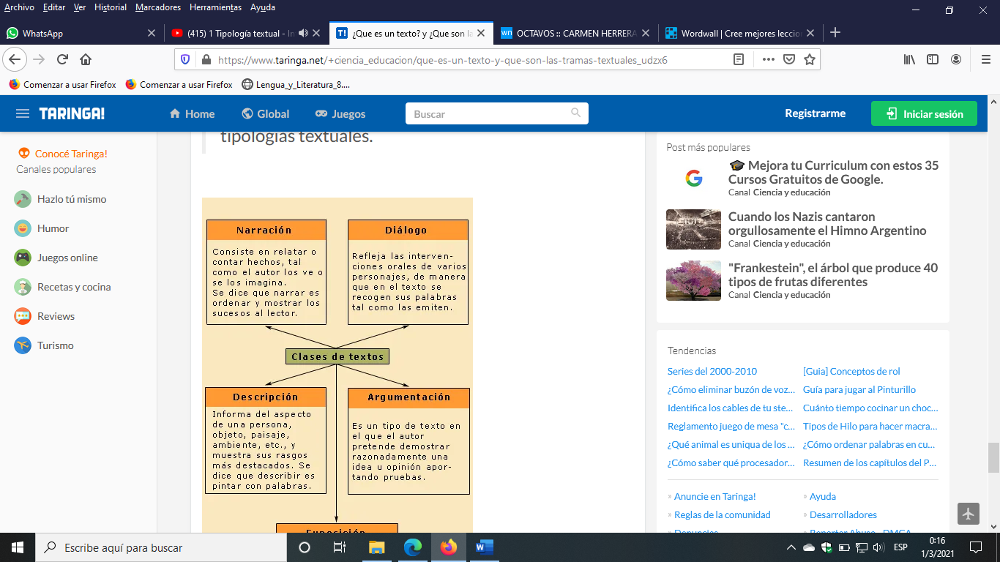 Archivo Editar Ver Historial Marcadores Herramientas Ayuda
WhatsApp
(415) 1 Tipología textual - In
¿Que es un texto? y ¿Que son la
OCTAVOS :: CARMEN HERRERA
Wordwall | Cree mejores leccio
https://www.taringa.net/+ciencia_educacion/que-es-un-texto-y-que-son-las-tramas-textuales_udzx6
Comenzar a usar Firefox
Comenzar a usar Firefox
Lengua_y_Literatura_8....
TARINGA!
Home
Global
Juegos
Buscar
Registrarme
Iniciar sesión
Conocé Taringa!
Canales populares
Hazlo tú mismo
Humor
Juegos online
Recetas y cocina
Reviews
Turismo
tipologías textuales.
Narración
Consiste en relatar o
contar hechos, tal
como el autor los ve o
se los imagina.
Se dice que narrar es
ordenar y mostrar los
sucesos al lector.
Diálogo
Refleja las interven-
ciones orales de varios
personajes, de manera
que en el texto se
recogen sus palabras
tal como las emiten.
Clases de textos
Descripción
Informa del aspecto
de una persona,
objeto, paisaje,
ambiente, etc., y
muestra sus rasgos
más destacados. Se
dice que describir es
pintar con palabras.
Argumentación
Es un tipo de texto en
el que el autor
pretende demostrar
razonadamente una
idea u opinión apor-
tando pruebas.
Exposición
Post más populares
🎓 Mejora tu Curriculum con estos 35
Cursos Gratuitos de Google.
Canal Ciencia y educación
Cuando los Nazis cantaron
orgullosamente el Himno Argentino
Canal Ciencia y educación
"Frankestein", el árbol que produce 40
tipos de frutas diferentes
Canal Ciencia y educación
Tendencias
Series del 2000-2010
[Guia] Conceptos de rol
¿Cómo eliminar buzón de voz...
Guía para jugar al Pinturillo
Identifica los cables de tu ste...
Cuánto tiempo cocinar un choc...
Reglamento juego de mesa "c...
Tipos de Hilo para hacer macra...
¿Qué animal es uniqua de los ...
¿Cómo ordenar palabras en cu...
¿Cómo saber qué procesador...
Resumen de los capítulos del P...
» Anuncie en Taringa!
» Ayuda
» Reglas de la comunidad
» Desarrolladores
» Denuncias
» Reportar Abuso - DMCA
Escribe aquí para buscar
ESP
0:16
1/3/2021